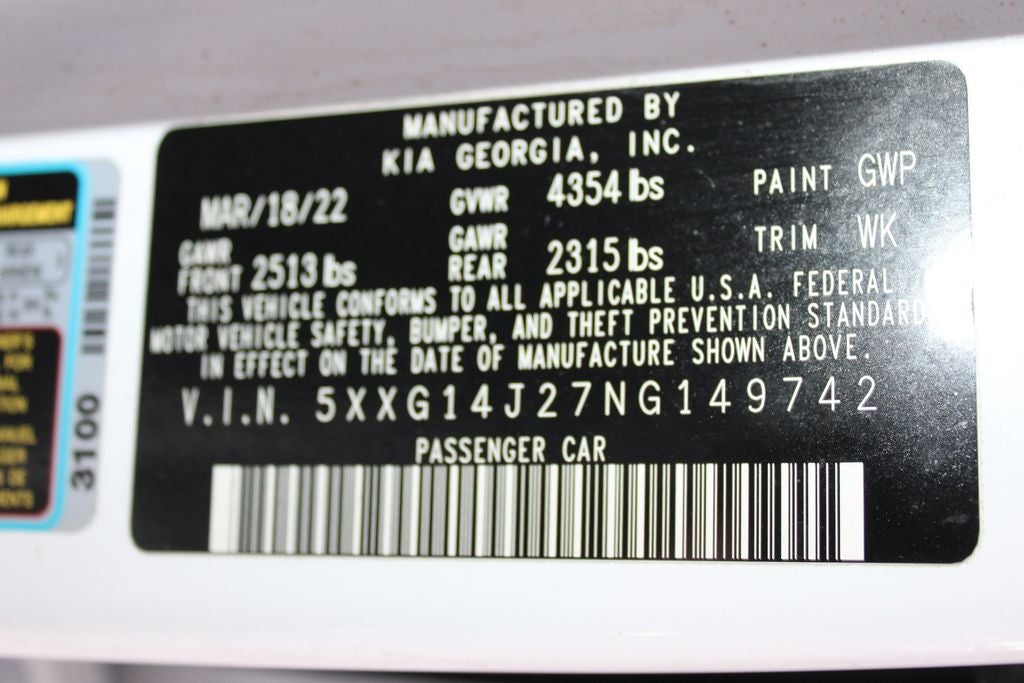 MANUFACTURED BY
KIA GEORGIA, INC.
MAR/18/22 GVWR 4354 lbs PAINT GWP
GAWR FRONT 2513 lbs GAWR REAR 2315 lbs TRIM WK
THIS VEHICLE CONFORMS TO ALL APPLICABLE U.S.A. FEDERAL
MOTOR VEHICLE SAFETY, BUMPER, AND THEFT PREVENTION STANDARD
IN EFFECT ON THE DATE OF MANUFACTURE SHOWN ABOVE.
V.I.N. 5XXG14J27NG149742
PASSENGER CAR
3100